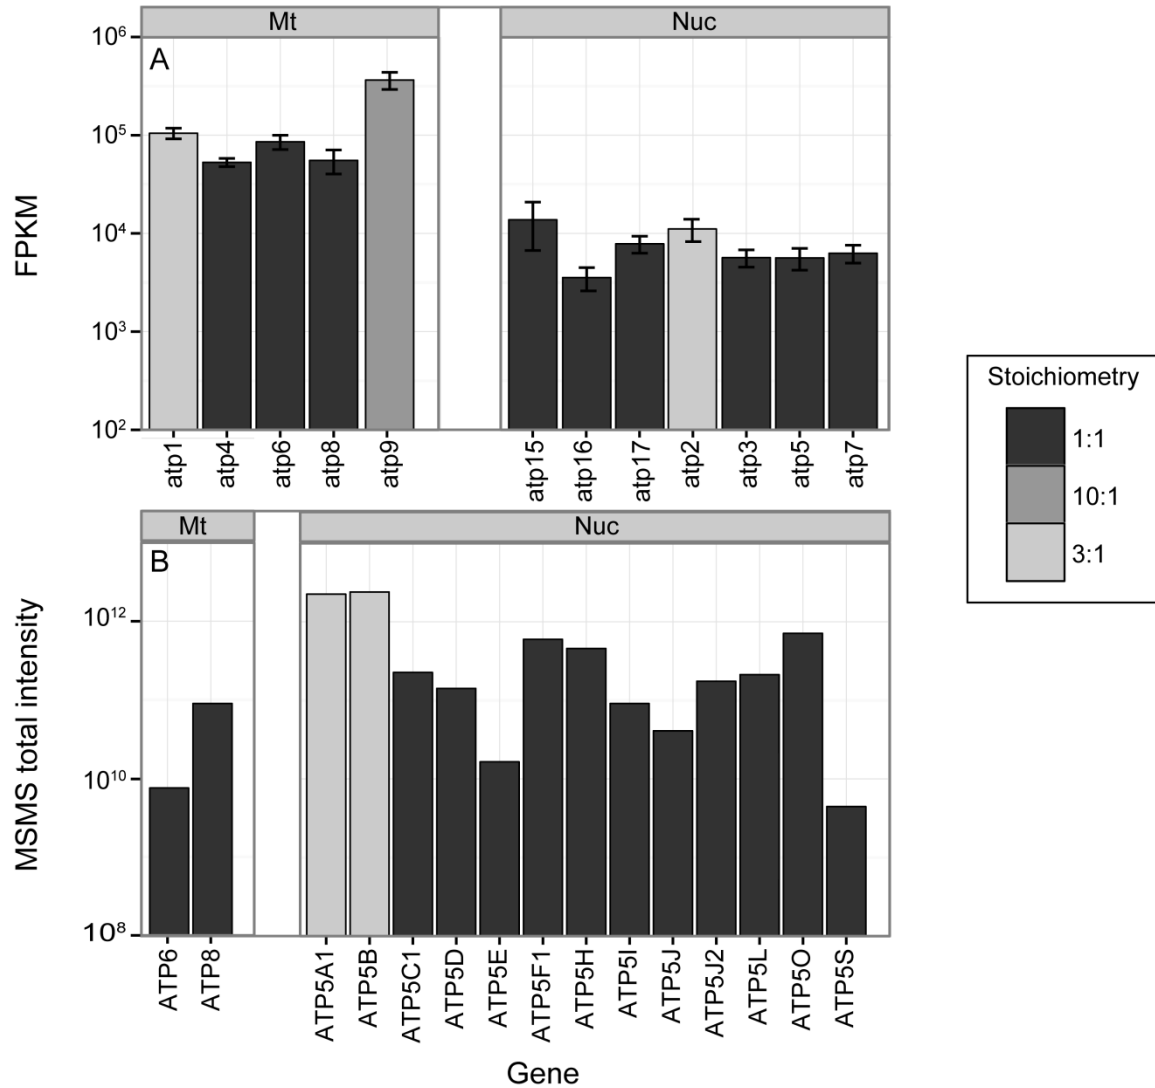 Mt
Nuc
A
10⁶
10⁵
10⁴
10³
10²
FPKM
atp1
atp4
atp6
atp8
atp9
atp15
atp16
atp17
atp2
atp3
atp5
atp7
Stoichiometry
1:1
10:1
3:1
Mt
Nuc
B
10¹²
10¹⁰
10⁸
MSMS total intensity
ATP6
ATP8
ATP5A1
ATP5B
ATP5C1
ATP5D
ATP5E
ATP5F1
ATP5H
ATP5I
ATP5J
ATP5J2
ATP5L
ATP5O
ATP5S
Gene